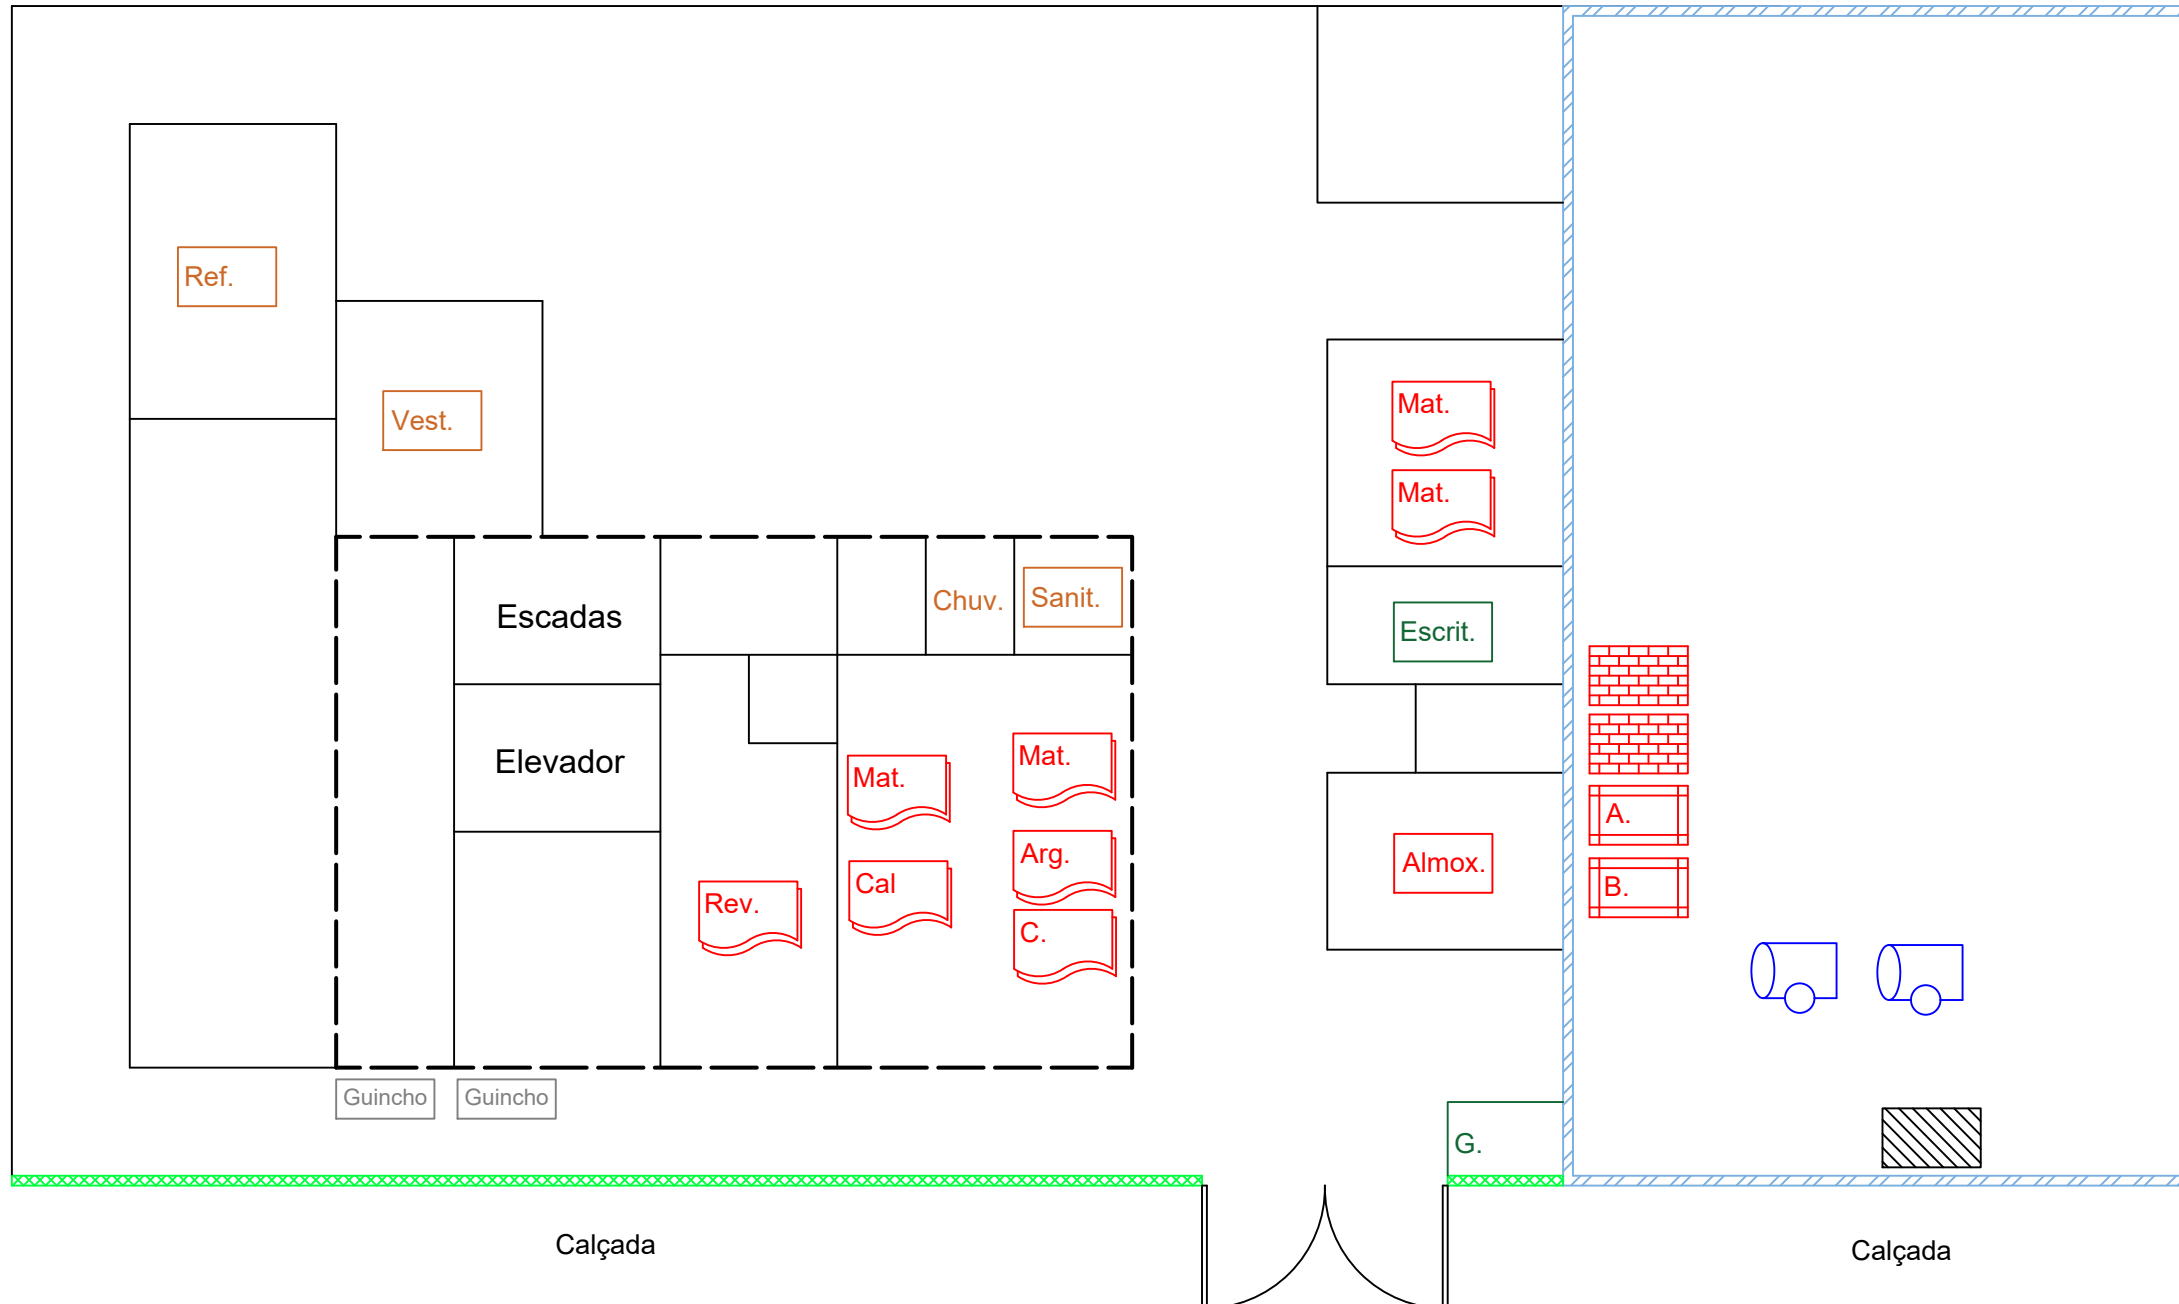 Ref.
Vest.
Mat.
Mat.
Escadas
Chuv.
Sanit.
Escrit.
Elevador
Mat.
Mat.
A.
Rev.
Cal
Arg.
C.
Almox.
B.
Guincho
Guincho
G.
Calçada
Calçada